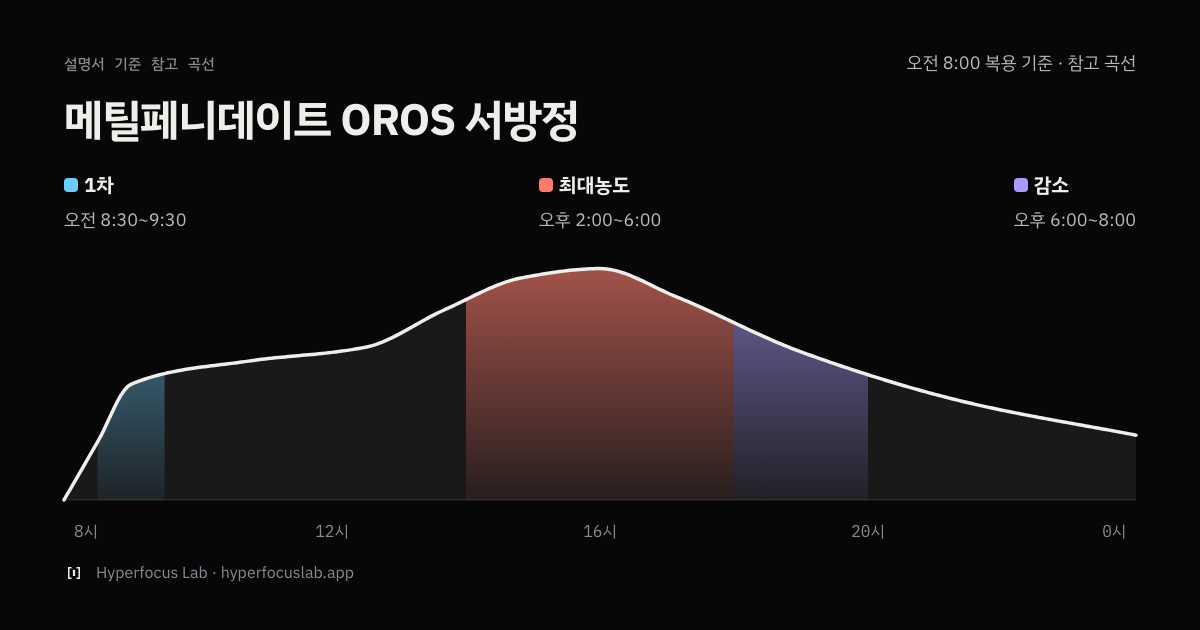 설명서 기준 참고 곡선
오전 8:00 복용 기준 · 참고 곡선
메틸페니데이트 OROS 서방정
1차
오전 8:30~9:30
최대농도
오후 2:00~6:00
감소
오후 6:00~8:00
8시 12시 16시 20시 0시
Hyperfocus Lab · hyperfocuslab.app